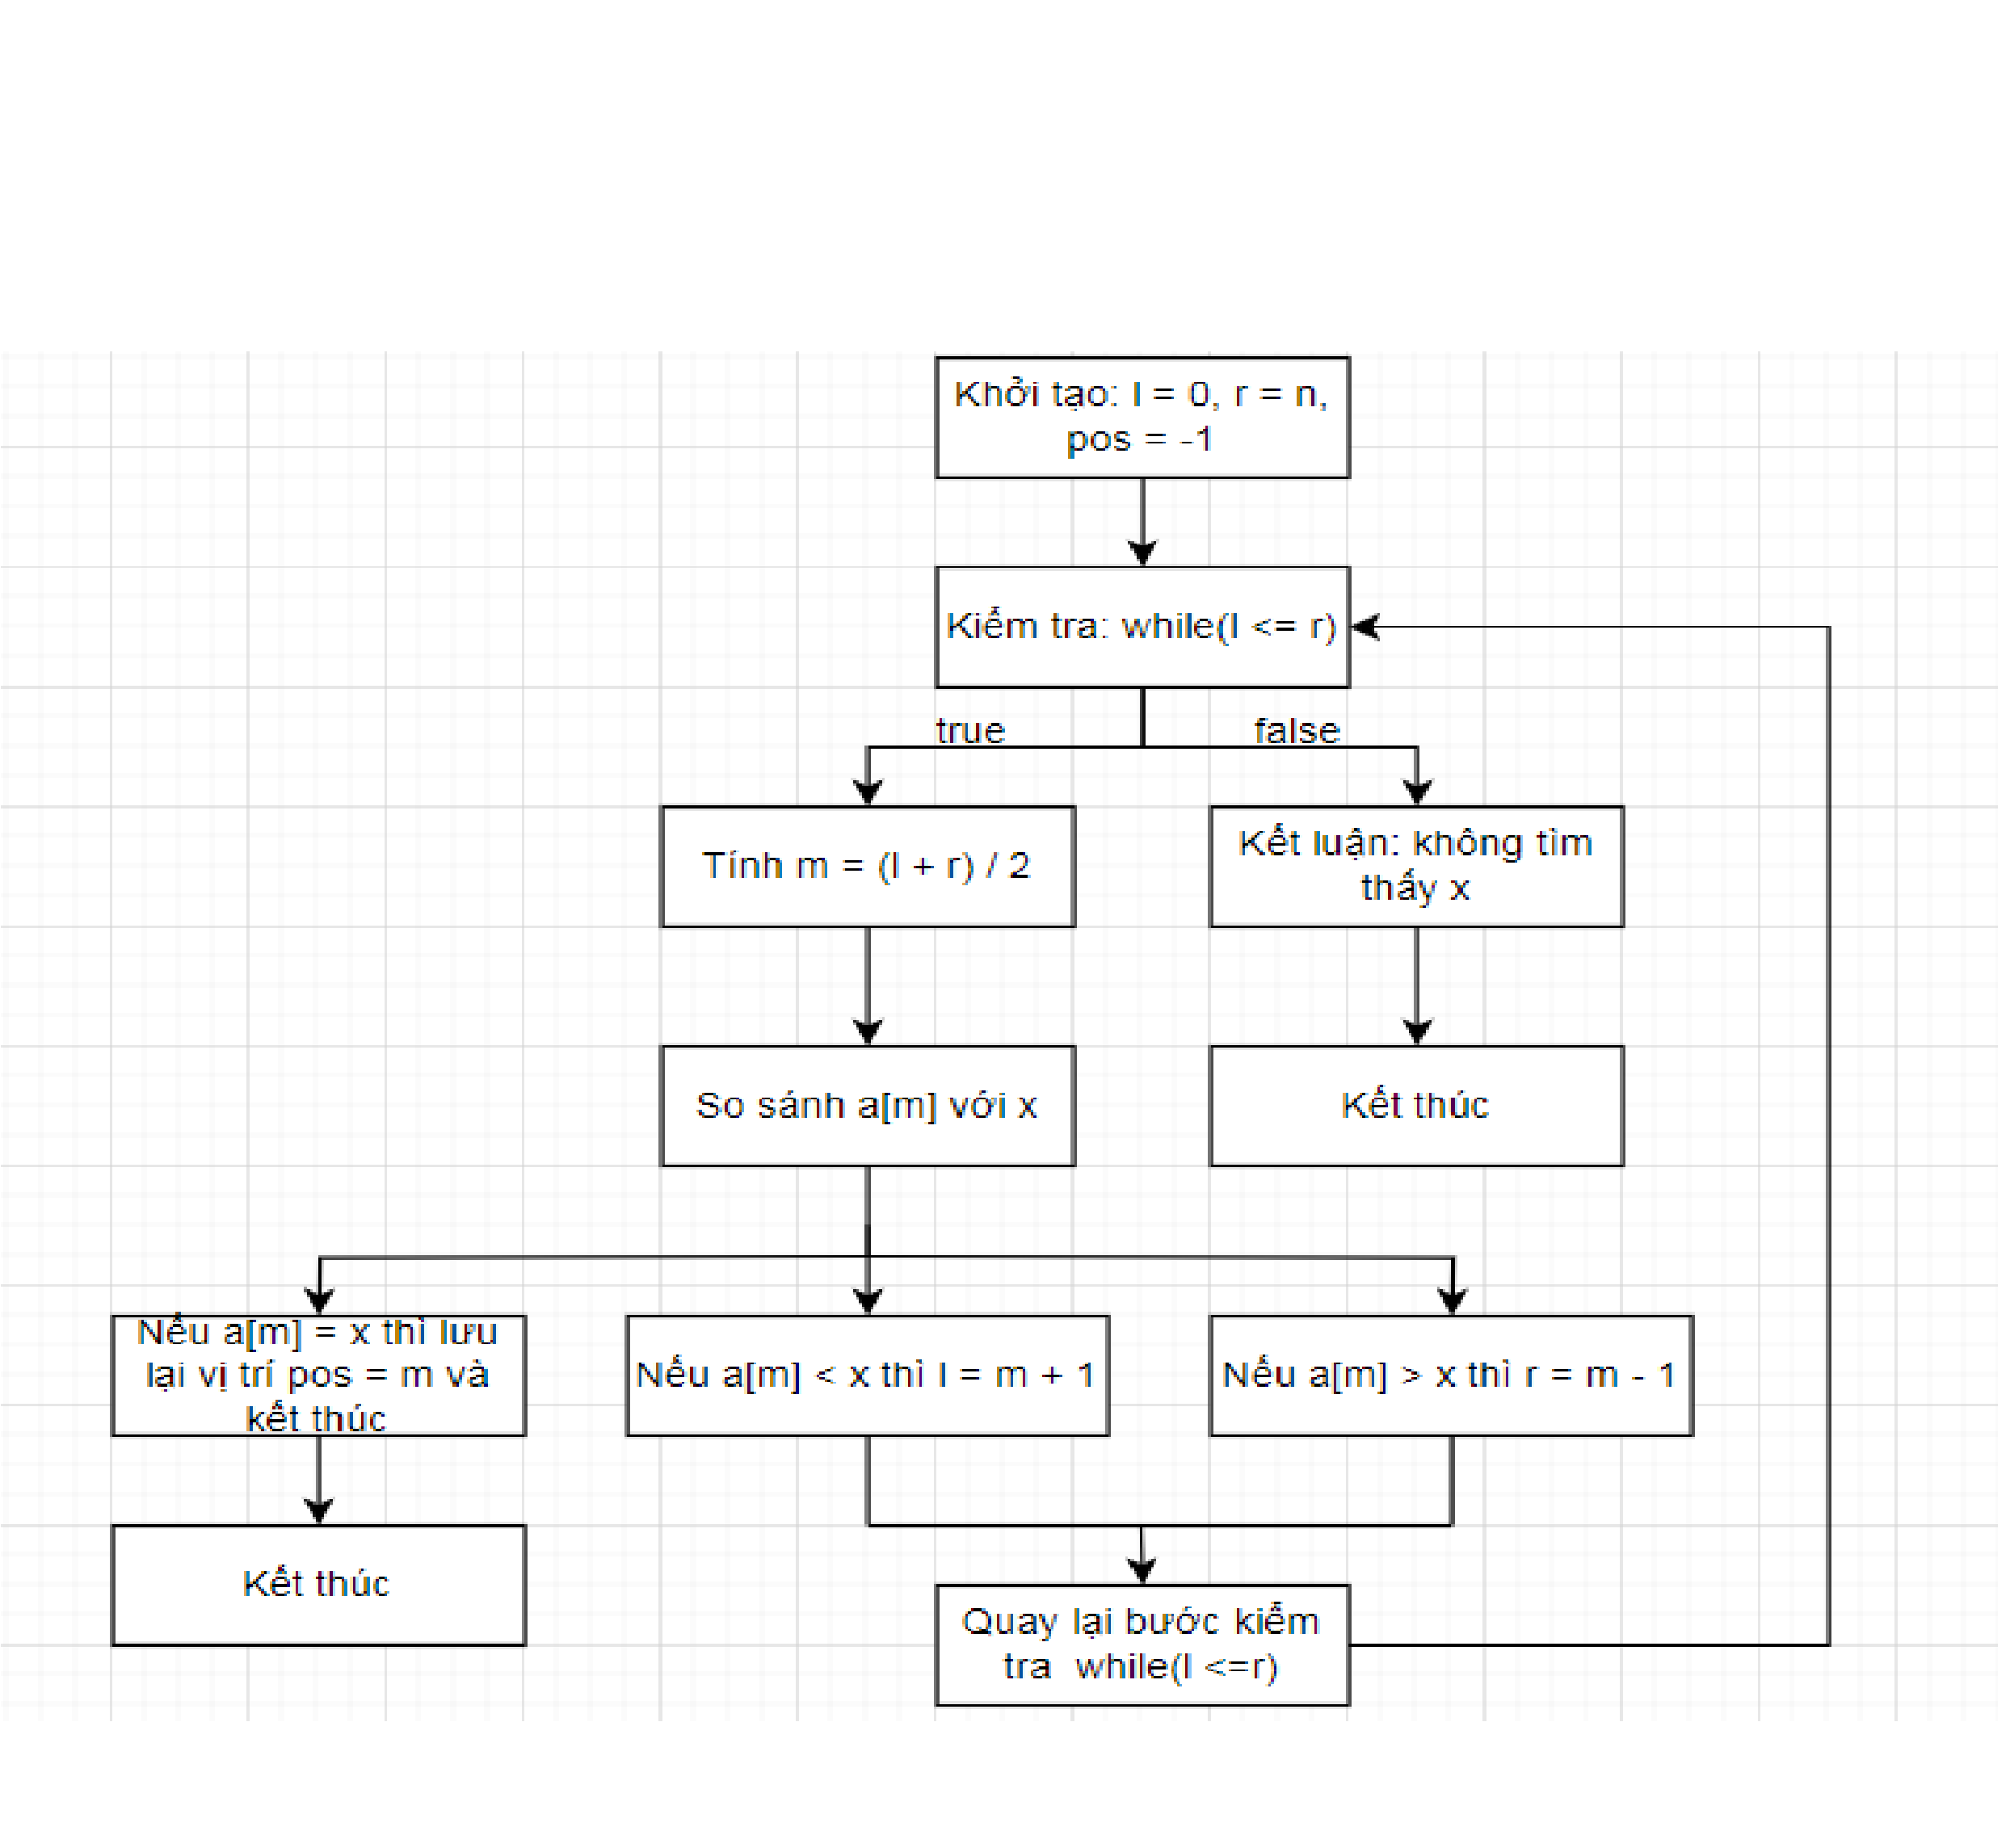 Khởi tạo: l = 0, r = n,
pos = -1
Kiểm tra: while(l <= r)
true
false
Tính m = (l + r) / 2
Kết luận: không tìm
thấy x
So sánh a[m] với x
Kết thúc
Nếu a[m] = x thì lưu
lại vị trí pos = m và
kết thúc
Nếu a[m] < x thì l = m + 1
Nếu a[m] > x thì r = m - 1
Kết thúc
Quay lại bước kiểm
tra  while(l <=r)